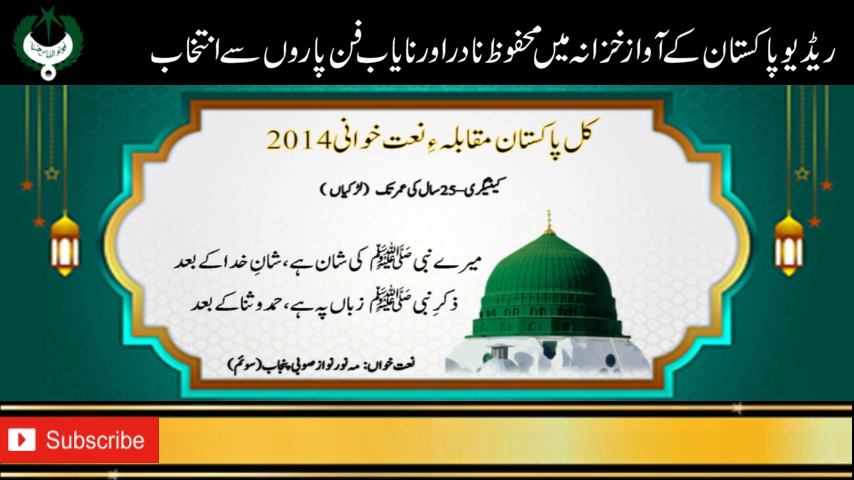 ریڈیو پاکستان کے آواز خزانہ میں محفوظ نادر اور نایاب فن پاروں سے انتخاب
کل پاکستان مقابلہ ءِ نعت خوانی 2014
کیٹیگری-25 سال کی عمر تک (لڑکیاں)
میرے نبی ﷺ کی شان ہے، شانِ خدا کے بعد
ذکرِ نبی ﷺ زباں پہ ہے، حمد و ثنا کے بعد
نعت خواں: مہ نور نواز صوبی پنجاب (سوئم)
Subscribe